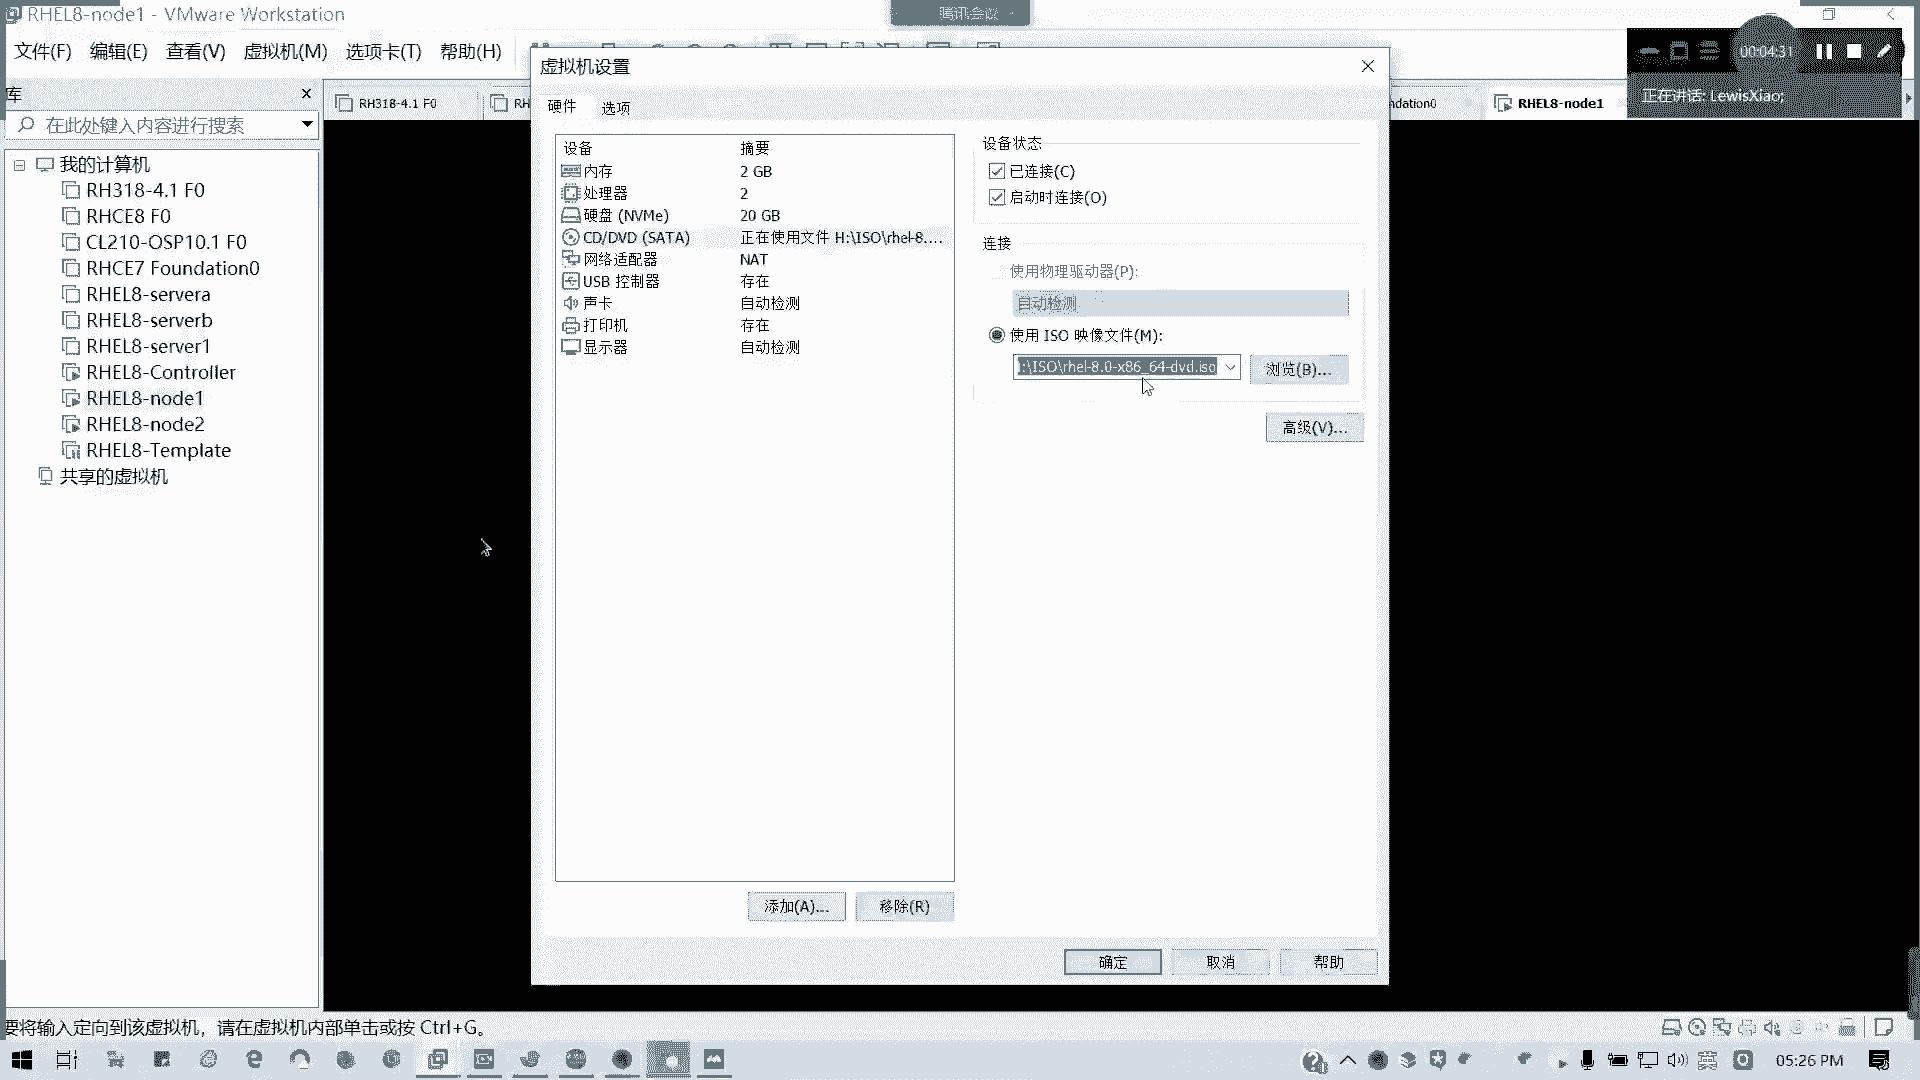 RHEL8-node1 - VMware Workstation
腾讯会议
文件(F) 编辑(E) 查看(V) 虚拟机(M) 选项卡(T) 帮助(H)
00:04:31
正在讲话: LewisXiao;
库
在此处键入内容进行搜索
我的计算机
RH318-4.1 F0
RHCE8 F0
CL210-OSP10.1 F0
RHCE7 Foundation0
RHEL8-servera
RHEL8-serverb
RHEL8-server1
RHEL8-Controller
RHEL8-node1
RHEL8-node2
RHEL8-Template
共享的虚拟机
RH318-4.1 F0
RH
ndation0
RHEL8-node1
虚拟机设置
硬件 选项
设备 摘要
内存 2 GB
处理器 2
硬盘 (NVMe) 20 GB
CD/DVD (SATA) 正在使用文件 H:\ISO\rhel-8....
网络适配器 NAT
USB 控制器 存在
声卡 自动检测
打印机 存在
显示器 自动检测
添加(A)... 移除(R)
设备状态
已连接(C)
启动时连接(O)
连接
使用物理驱动器(P):
自动检测
使用 ISO 映像文件(M):
:\ISO\rhel-8.0-x86_64-dvd.iso 浏览(B)...
高级(V)...
确定 取消 帮助
要将输入定向到该虚拟机，请在虚拟机内部单击或按 Ctrl+G。
英
05:26 PM